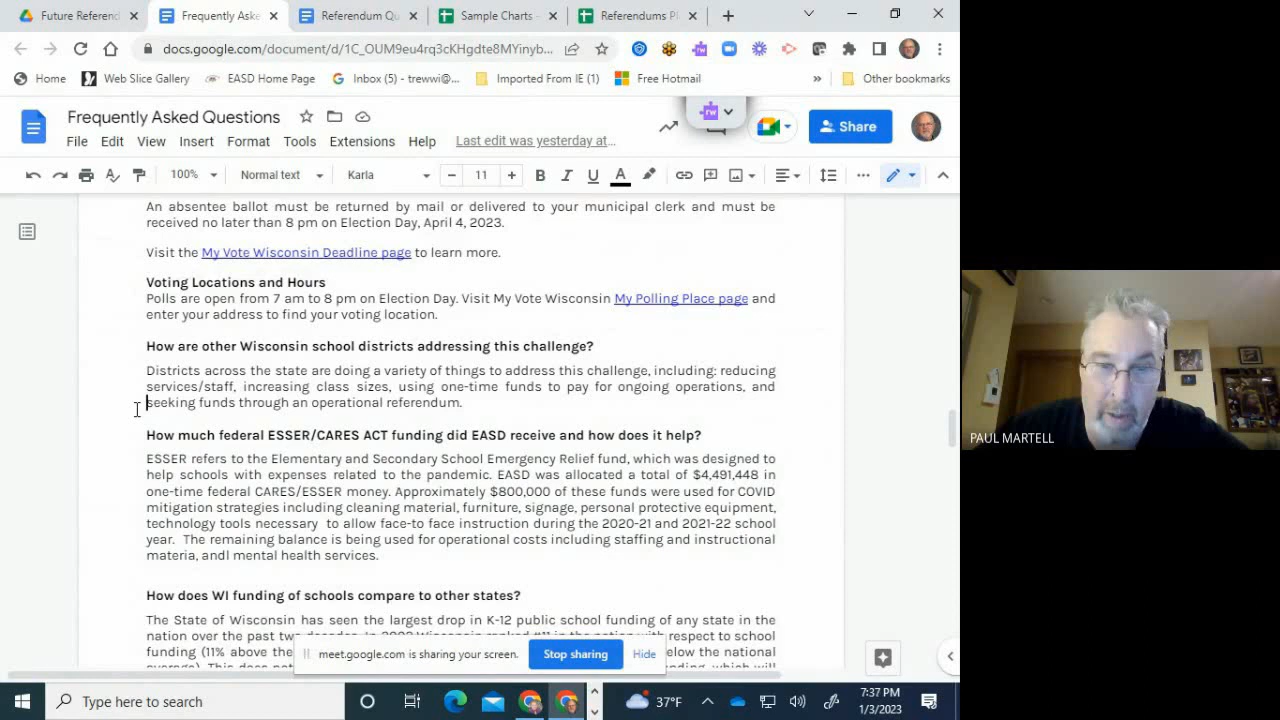 Future Referend
Frequently Aske
Referendum Qu
Sample Charts -
Referendums Pl
docs.google.com/document/d/1C_OUM9eu4rq3cKHgdte8MYinyb...
Home
Web Slice Gallery
EASD Home Page
Inbox (5) - trewwi@...
Imported From IE (1)
Free Hotmail
»
Other bookmarks
Frequently Asked Questions
rw
Share
File Edit View Insert Format Tools Extensions Help Last edit was yesterday at...
100% Normal text Karla − 11 + B I U A
An absentee ballot must be returned by mail or delivered to your municipal clerk and must be
received no later than 8 pm on Election Day, April 4, 2023.
Visit the My Vote Wisconsin Deadline page to learn more.
Voting Locations and Hours
Polls are open from 7 am to 8 pm on Election Day. Visit My Vote Wisconsin My Polling Place page and
enter your address to find your voting location.
How are other Wisconsin school districts addressing this challenge?
Districts across the state are doing a variety of things to address this challenge, including: reducing
services/staff, increasing class sizes, using one-time funds to pay for ongoing operations, and
seeking funds through an operational referendum.
How much federal ESSER/CARES ACT funding did EASD receive and how does it help?
ESSER refers to the Elementary and Secondary School Emergency Relief fund, which was designed to
help schools with expenses related to the pandemic. EASD was allocated a total of $4,491,448 in
one-time federal CARES/ESSER money. Approximately $800,000 of these funds were used for COVID
mitigation strategies including cleaning material, furniture, signage, personal protective equipment,
technology tools necessary to allow face-to face instruction during the 2020-21 and 2021-22 school
year. The remaining balance is being used for operational costs including staffing and instructional
materia, andl mental health services.
How does WI funding of schools compare to other states?
The State of Wisconsin has seen the largest drop in K-12 public school funding of any state in the
nation over the past two decades. In 2002 Wisconsin ranked #11 in the nation with respect to school
funding (11% above the
elow the national
meet.google.com is sharing your screen. Stop sharing Hide
PAUL MARTELL
Type here to search
37°F
7:37 PM
1/3/2023